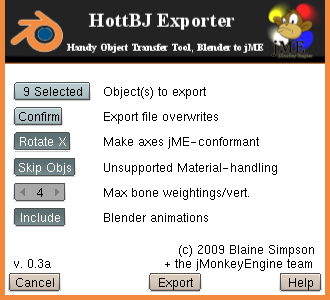 HottBJ Exporter
Handy Object Transfer Tool, Blender to jME
jME
9 Selected Object(s) to export
Confirm Export file overwrites
Rotate X Make axes jME-conformant
Skip Objs Unsupported Material-handling
4 Max bone weightings/vert.
Include Blender animations
(c) 2009 Blaine Simpson
v. 0.3a + the jMonkeyEngine team
Cancel Export Help